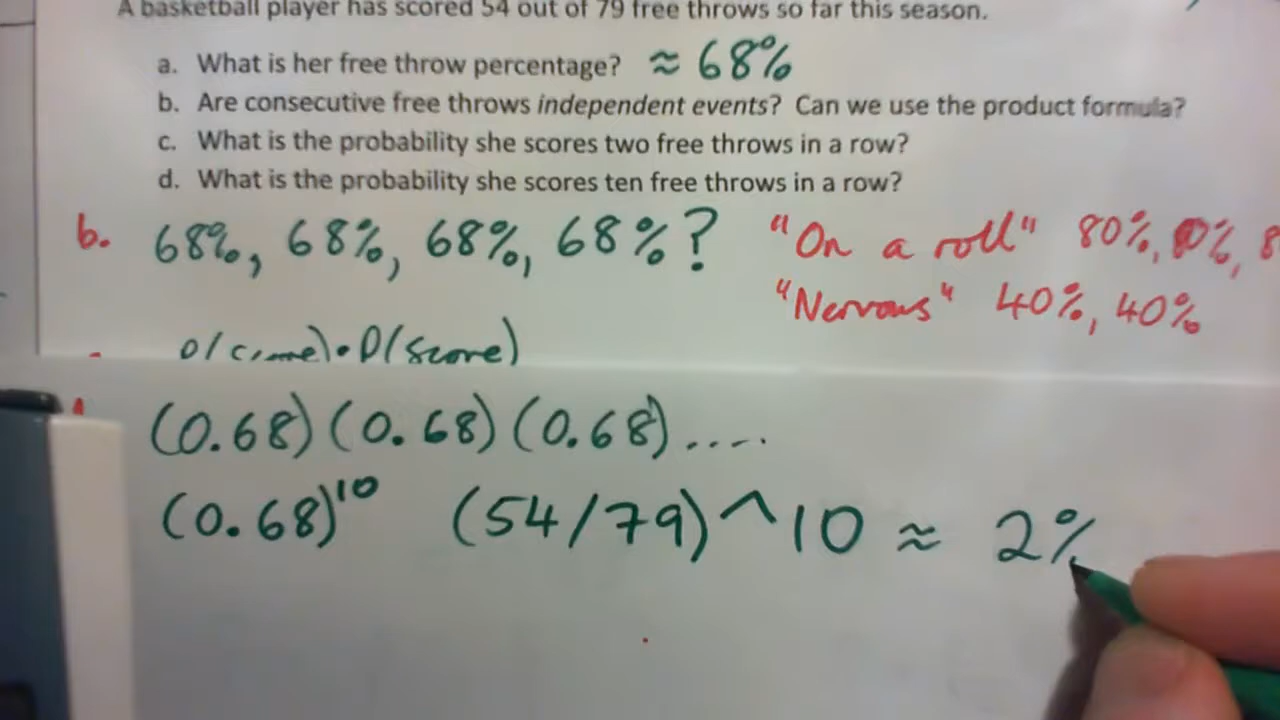 A basketball player has scored 54 out of 79 free throws so far this season.
a. What is her free throw percentage? ≈ 68%
b. Are consecutive free throws independent events? Can we use the product formula?
c. What is the probability she scores two free throws in a row?
d. What is the probability she scores ten free throws in a row?
b. 68%, 68%, 68%, 68%? "On a roll" 80%, 0%, 8
"Nervous" 40%, 40%
P(score)
(0.68)(0.68)(0.68)....
(0.68)^10 (54/79)^10 ≈ 2%